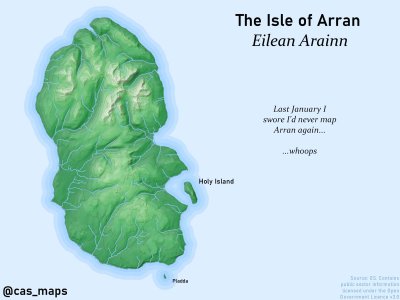 The Isle of Arran
Eilean Arainn
Last January I
swore I'd never map
Arran again...
...whoops
Holy Island
Pladda
@cas_maps
Source: OS. Contains
public sector information
licensed under the Open
Government Licence v3.0